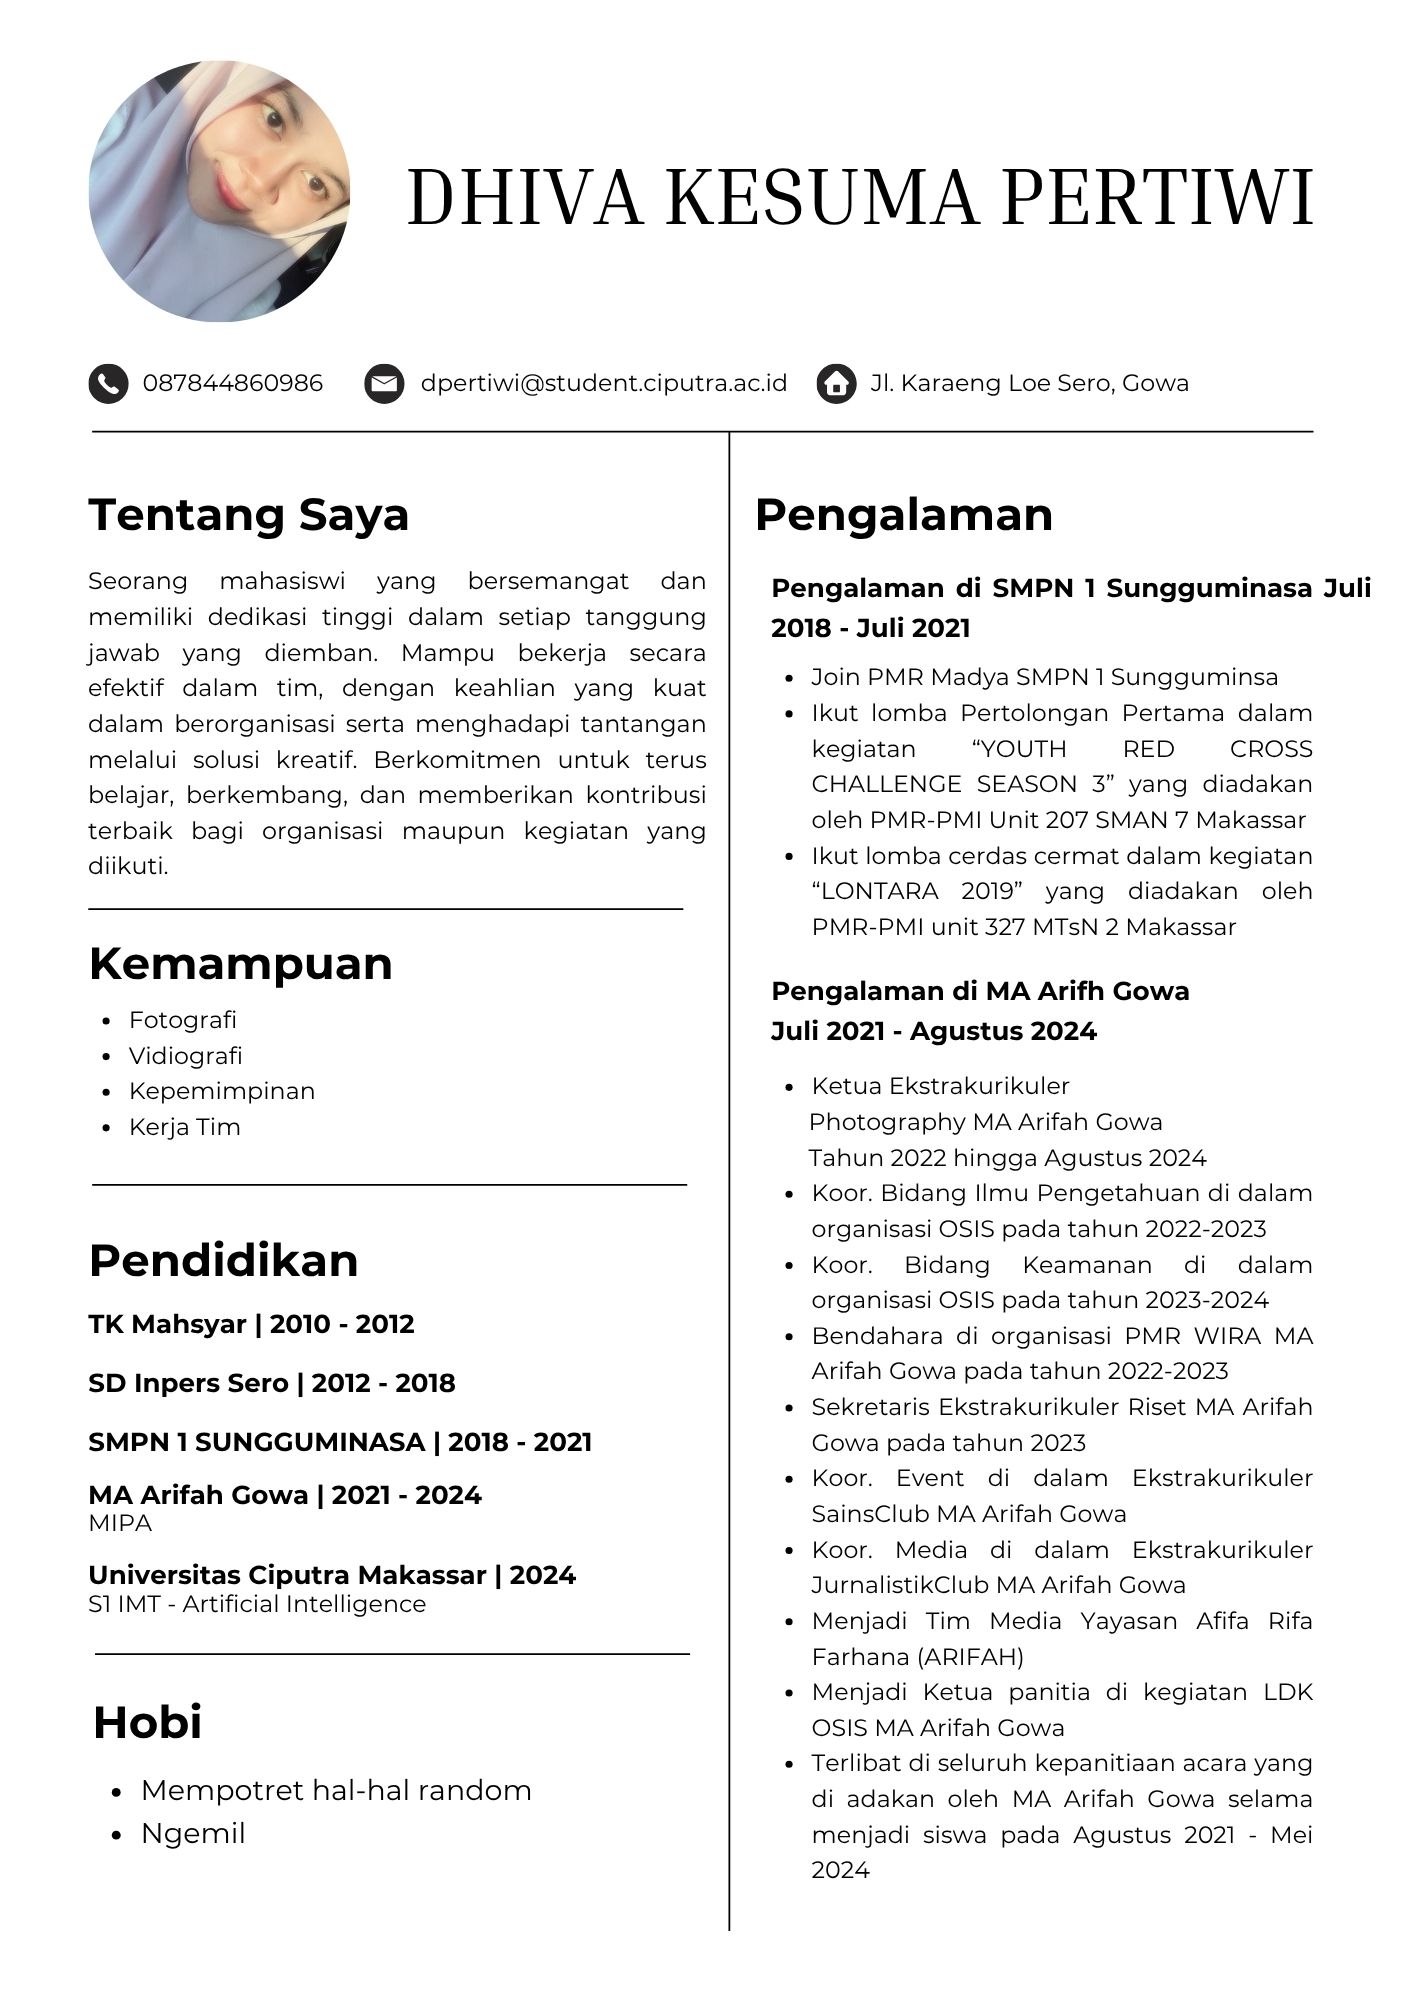 DHIVA KESUMA PERTIWI
087844860986
dpertiwi@student.ciputra.ac.id
Jl. Karaeng Loe Sero, Gowa
Tentang Saya
Seorang mahasiswi yang bersemangat dan
memiliki dedikasi tinggi dalam setiap tanggung
jawab yang diemban. Mampu bekerja secara
efektif dalam tim, dengan keahlian yang kuat
dalam berorganisasi serta menghadapi tantangan
melalui solusi kreatif. Berkomitmen untuk terus
belajar, berkembang, dan memberikan kontribusi
terbaik bagi organisasi maupun kegiatan yang
diikuti.
Kemampuan
• Fotografi
• Vidiografi
• Kepemimpinan
• Kerja Tim
Pendidikan
TK Mahsyar | 2010 - 2012
SD Inpers Sero | 2012 - 2018
SMPN 1 SUNGGUMINASA | 2018 - 2021
MA Arifah Gowa | 2021 - 2024
MIPA
Universitas Ciputra Makassar | 2024
S1 IMT - Artificial Intelligence
Hobi
• Mempotret hal-hal random
• Ngemil
Pengalaman
Pengalaman di SMPN 1 Sungguminasa Juli
2018 - Juli 2021
• Join PMR Madya SMPN 1 Sungguminsa
• Ikut lomba Pertolongan Pertama dalam
kegiatan “YOUTH RED CROSS
CHALLENGE SEASON 3” yang diadakan
oleh PMR-PMI Unit 207 SMAN 7 Makassar
• Ikut lomba cerdas cermat dalam kegiatan
“LONTARA 2019” yang diadakan oleh
PMR-PMI unit 327 MTsN 2 Makassar
Pengalaman di MA Arifh Gowa
Juli 2021 - Agustus 2024
• Ketua Ekstrakurikuler
Photography MA Arifah Gowa
Tahun 2022 hingga Agustus 2024
• Koor. Bidang Ilmu Pengetahuan di dalam
organisasi OSIS pada tahun 2022-2023
• Koor. Bidang Keamanan di dalam
organisasi OSIS pada tahun 2023-2024
• Bendahara di organisasi PMR WIRA MA
Arifah Gowa pada tahun 2022-2023
• Sekretaris Ekstrakurikuler Riset MA Arifah
Gowa pada tahun 2023
• Koor. Event di dalam Ekstrakurikuler
SainsClub MA Arifah Gowa
• Koor. Media di dalam Ekstrakurikuler
JurnalistikClub MA Arifah Gowa
• Menjadi Tim Media Yayasan Afifa Rifa
Farhana (ARIFAH)
• Menjadi Ketua panitia di kegiatan LDK
OSIS MA Arifah Gowa
• Terlibat di seluruh kepanitiaan acara yang
di adakan oleh MA Arifah Gowa selama
menjadi siswa pada Agustus 2021 - Mei
2024